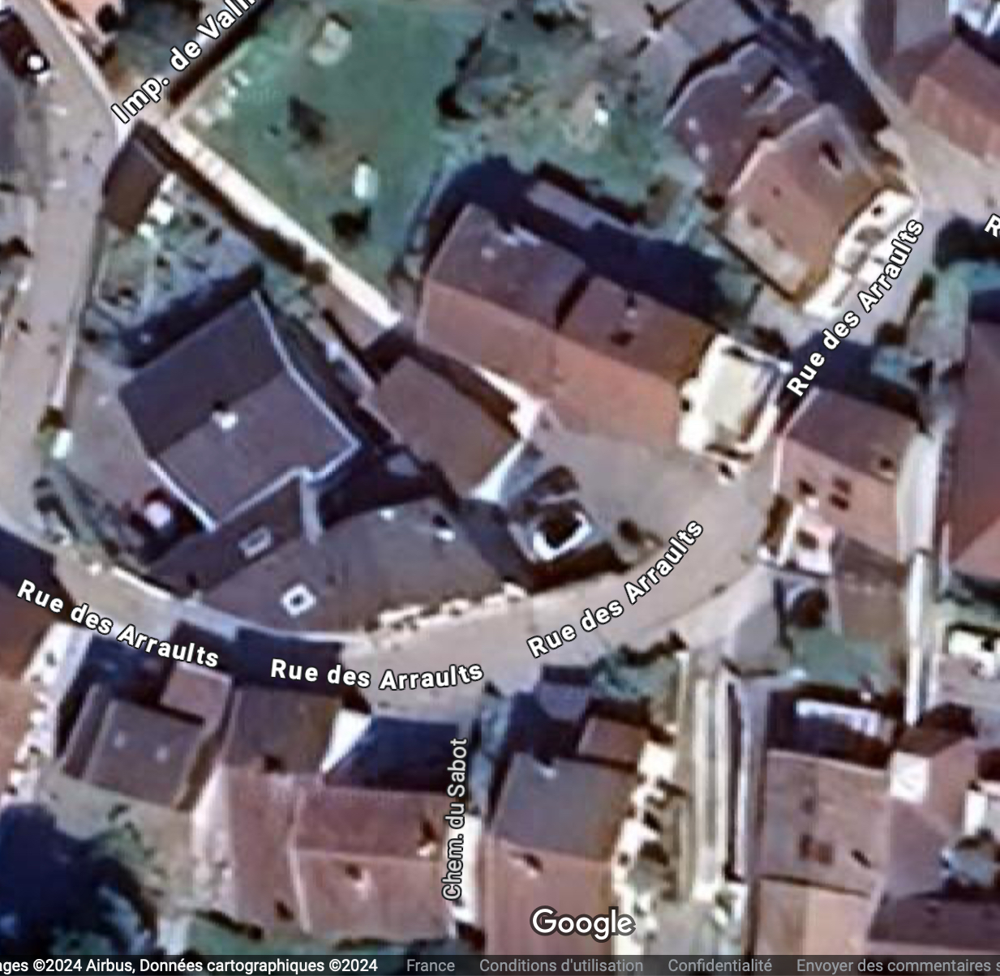 Imp. de Vall
Rue des Arraults
R
Rue des Arraults
Rue des Arraults
Rue des Arraults
Chem. du Sabot
Google
ages ©2024 Airbus, Données cartographiques ©2024 France Conditions d'utilisation Confidentialité Envoyer des commentaires s